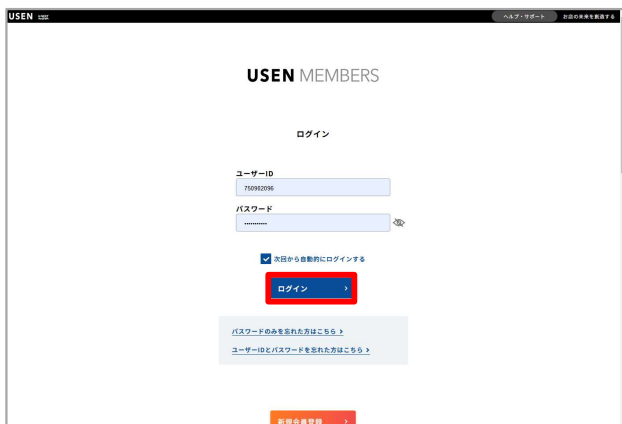 USEN
ヘルプ・サポート
お店の未来を創造する
USEN MEMBERS
ログイン
ユーザーID
750902096
パスワード
•••••••••••
次回から自動的にログインする
ログイン
パスワードのみを忘れた方はこちら
ユーザーIDとパスワードを忘れた方はこちら
新規会員登録